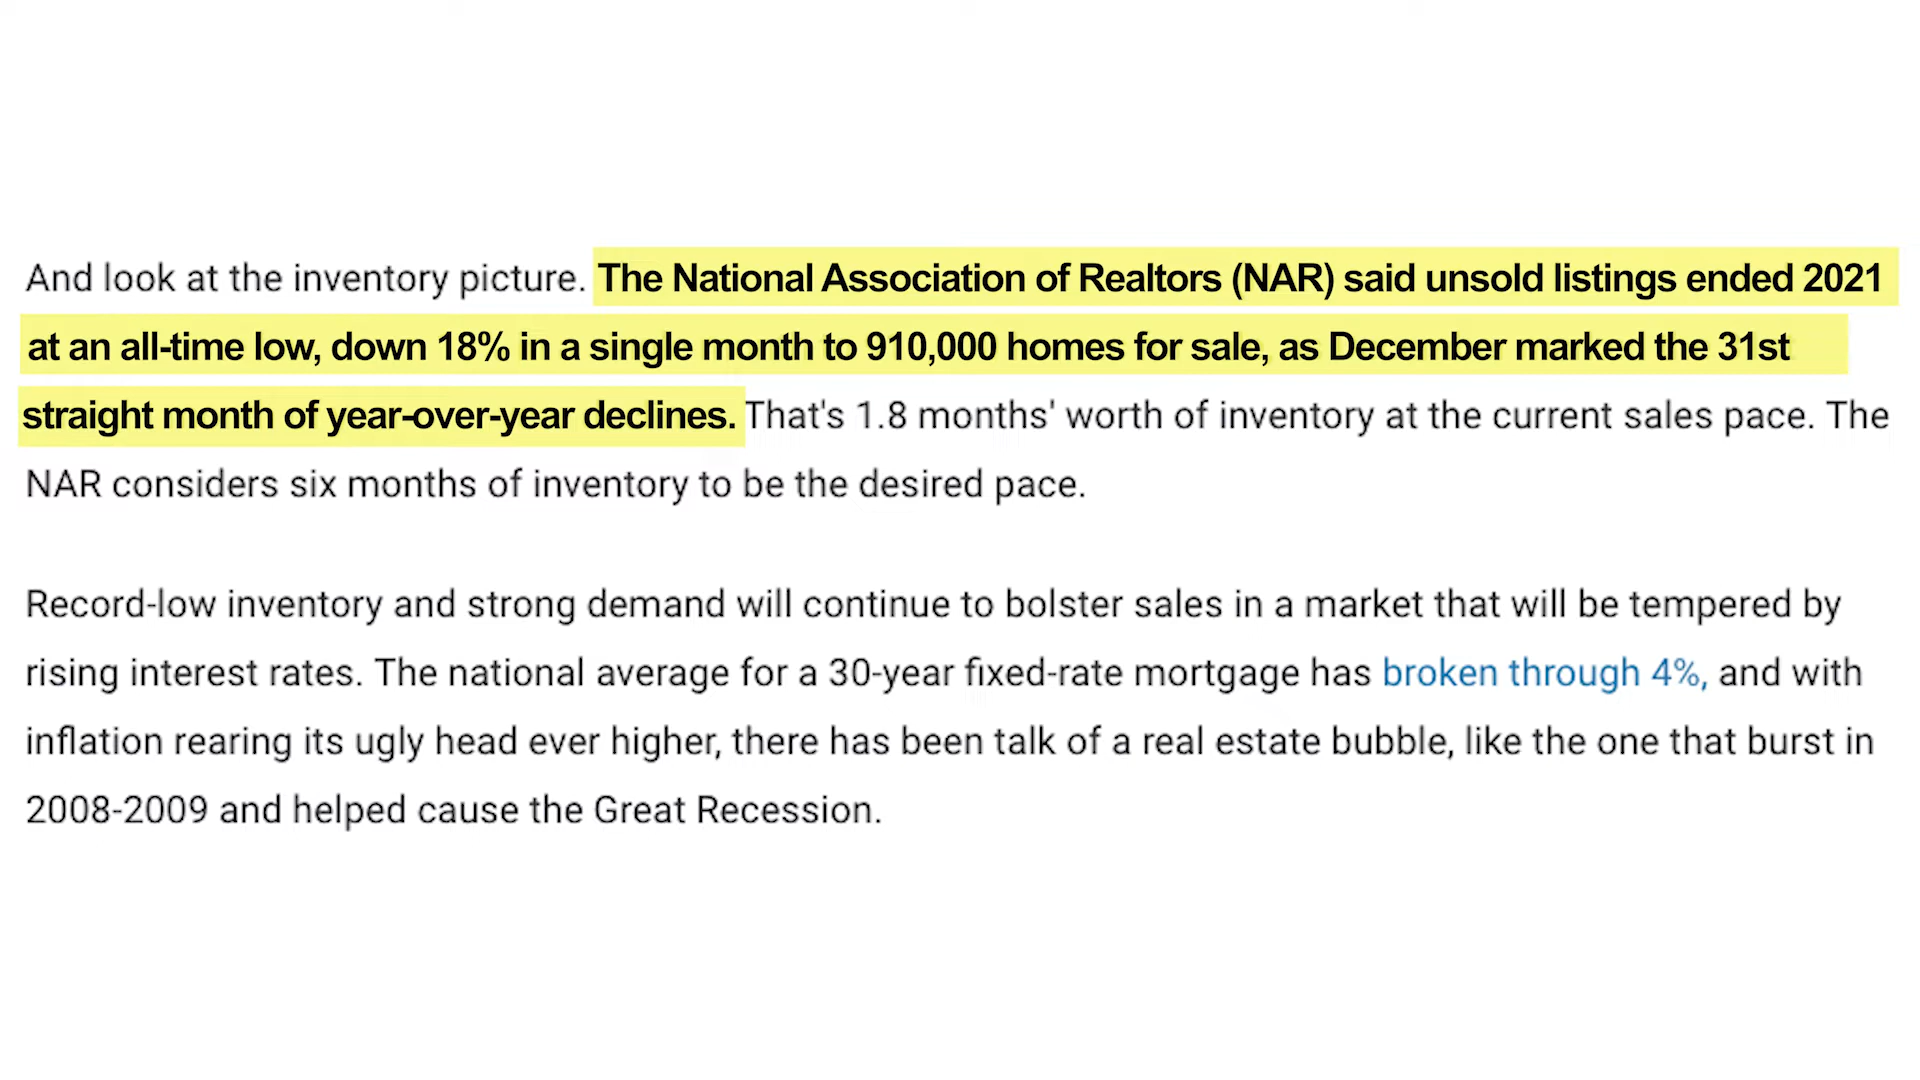 And look at the inventory picture. The National Association of Realtors (NAR) said unsold listings ended 2021
at an all-time low, down 18% in a single month to 910,000 homes for sale, as December marked the 31st
straight month of year-over-year declines. That's 1.8 months' worth of inventory at the current sales pace. The
NAR considers six months of inventory to be the desired pace.
Record-low inventory and strong demand will continue to bolster sales in a market that will be tempered by
rising interest rates. The national average for a 30-year fixed-rate mortgage has broken through 4%, and with
inflation rearing its ugly head ever higher, there has been talk of a real estate bubble, like the one that burst in
2008-2009 and helped cause the Great Recession.